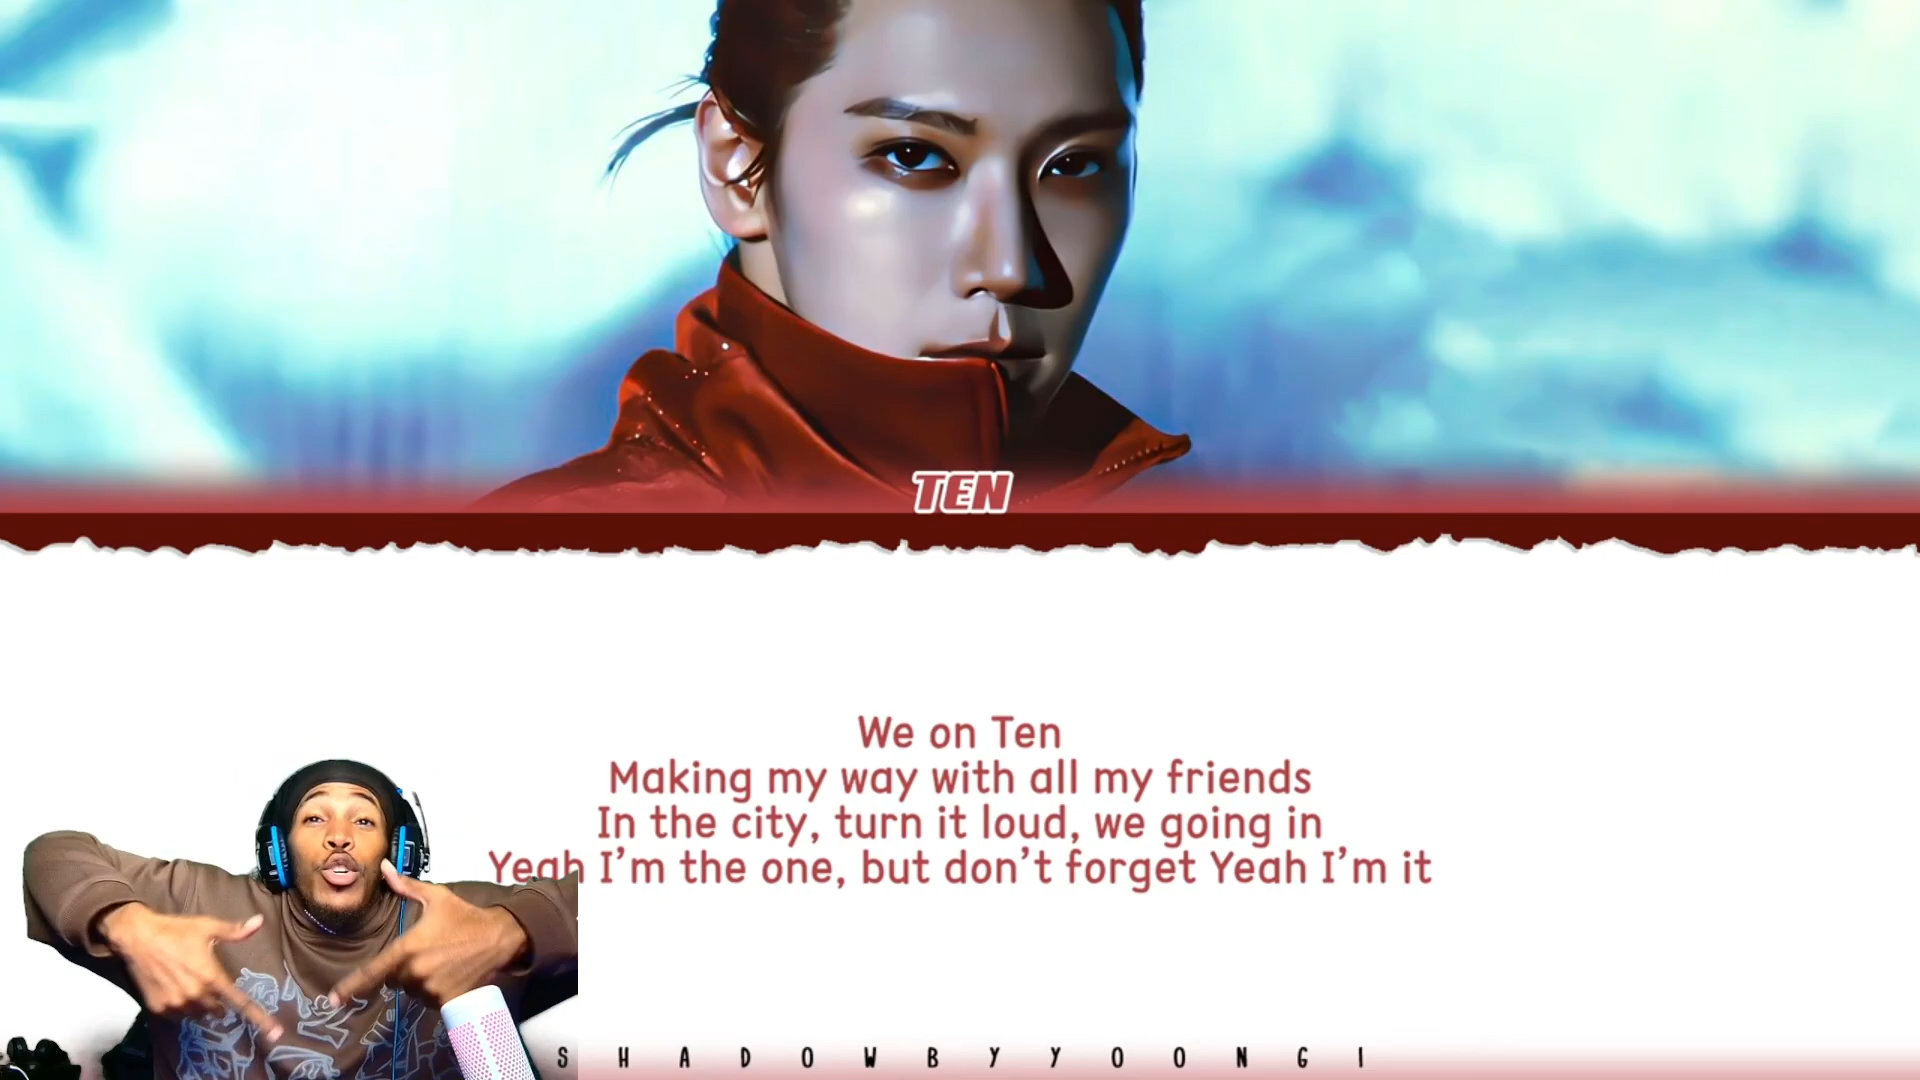 TEN
We on Ten
Making my way with all my friends
In the city, turn it loud, we going in
Yeah I'm the one, but don't forget Yeah I'm it
SHADOWBYYOONGI